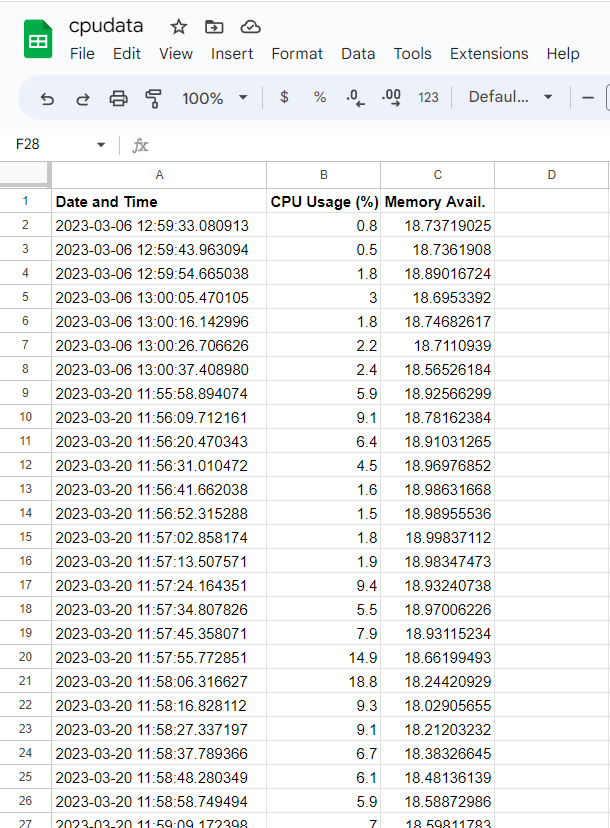 cpudata
File Edit View Insert Format Data Tools Extensions Help
100% $ % .0 .00 123 Defaul...
F28 fx
A B C D
1 Date and Time CPU Usage (%) Memory Avail.
2 2023-03-06 12:59:33.080913 0.8 18.73719025
3 2023-03-06 12:59:43.963094 0.5 18.7361908
4 2023-03-06 12:59:54.665038 1.8 18.89016724
5 2023-03-06 13:00:05.470105 3 18.6953392
6 2023-03-06 13:00:16.142996 1.8 18.74682617
7 2023-03-06 13:00:26.706626 2.2 18.7110939
8 2023-03-06 13:00:37.408980 2.4 18.56526184
9 2023-03-20 11:55:58.894074 5.9 18.92566299
10 2023-03-20 11:56:09.712161 9.1 18.78162384
11 2023-03-20 11:56:20.470343 6.4 18.91031265
12 2023-03-20 11:56:31.010472 4.5 18.96976852
13 2023-03-20 11:56:41.662038 1.6 18.98631668
14 2023-03-20 11:56:52.315288 1.5 18.98955536
15 2023-03-20 11:57:02.858174 1.8 18.99837112
16 2023-03-20 11:57:13.507571 1.9 18.98347473
17 2023-03-20 11:57:24.164351 9.4 18.93240738
18 2023-03-20 11:57:34.807826 5.5 18.97006226
19 2023-03-20 11:57:45.358071 7.9 18.93115234
20 2023-03-20 11:57:55.772851 14.9 18.66199493
21 2023-03-20 11:58:06.316627 18.8 18.24420929
22 2023-03-20 11:58:16.828112 9.3 18.02905655
23 2023-03-20 11:58:27.337197 9.1 18.21203232
24 2023-03-20 11:58:37.789366 6.7 18.38326645
25 2023-03-20 11:58:48.280349 6.1 18.48136139
26 2023-03-20 11:58:58.749494 5.9 18.58872986
27 2023-03-20 11:59:09.172398 7 18.59811783